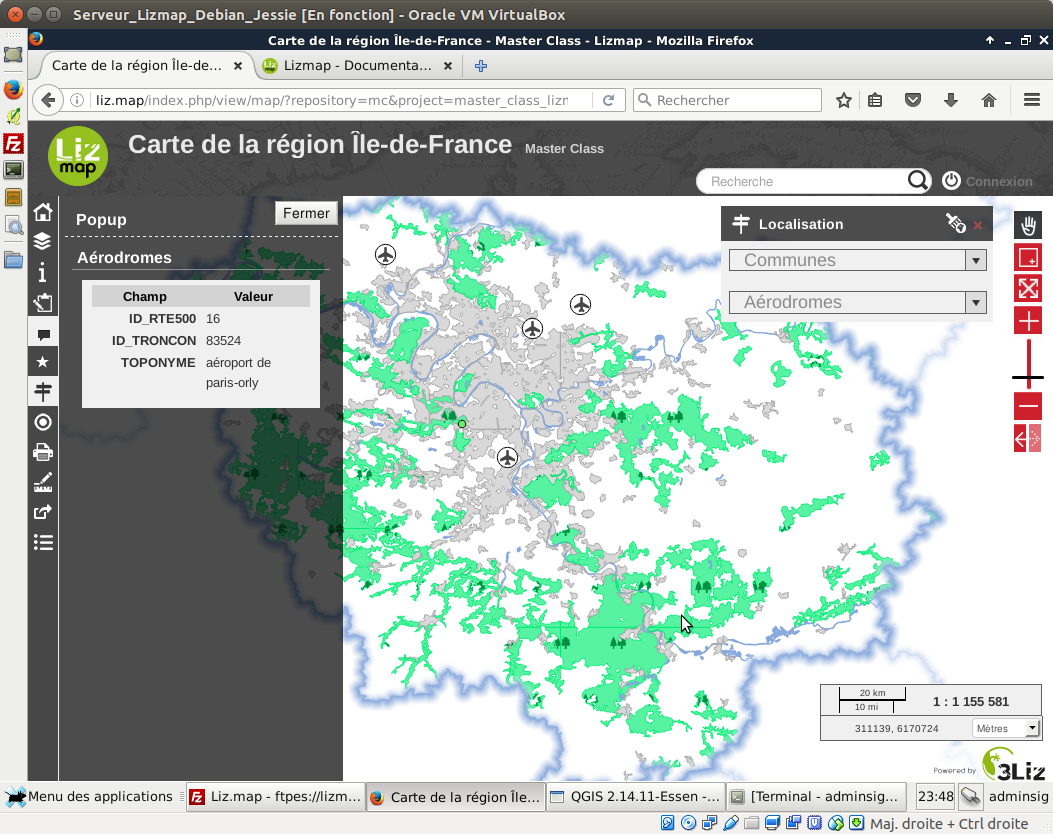 Serveur_Lizmap_Debian_Jessie [En fonction] - Oracle VM VirtualBox
Carte de la région Île-de-France - Master Class - Lizmap - Mozilla Firefox
Carte de la région Île-de... Lizmap - Documenta...
liz.map/index.php/view/map/?repository=mc&project=master_class_lizn Rechercher
Liz map
Carte de la région Île-de-France Master Class
Recherche Connexion
Popup Fermer
Aérodromes
Champ Valeur
ID_RTE500 16
ID_TRONCON 83524
TOPONYME aéroport de
paris-orly
Localisation
Communes
Aérodromes
20 km
10 mi
1 : 1 155 581
311139, 6170724 Mètres
Powered by 3Liz
Menu des applications Liz.map - ftpes://lizm... Carte de la région Île... QGIS 2.14.11-Essen -... [Terminal - adminsig... 23:48 adminsig
Maj. droite + Ctrl droite